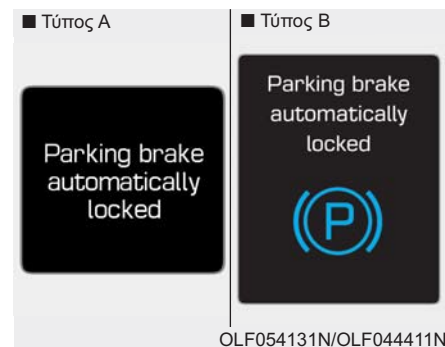 ■ Τύπος A
Parking brake
automatically
locked
■ Τύπος B
Parking brake
automatically
locked
P
OLF054131N/OLF044411N